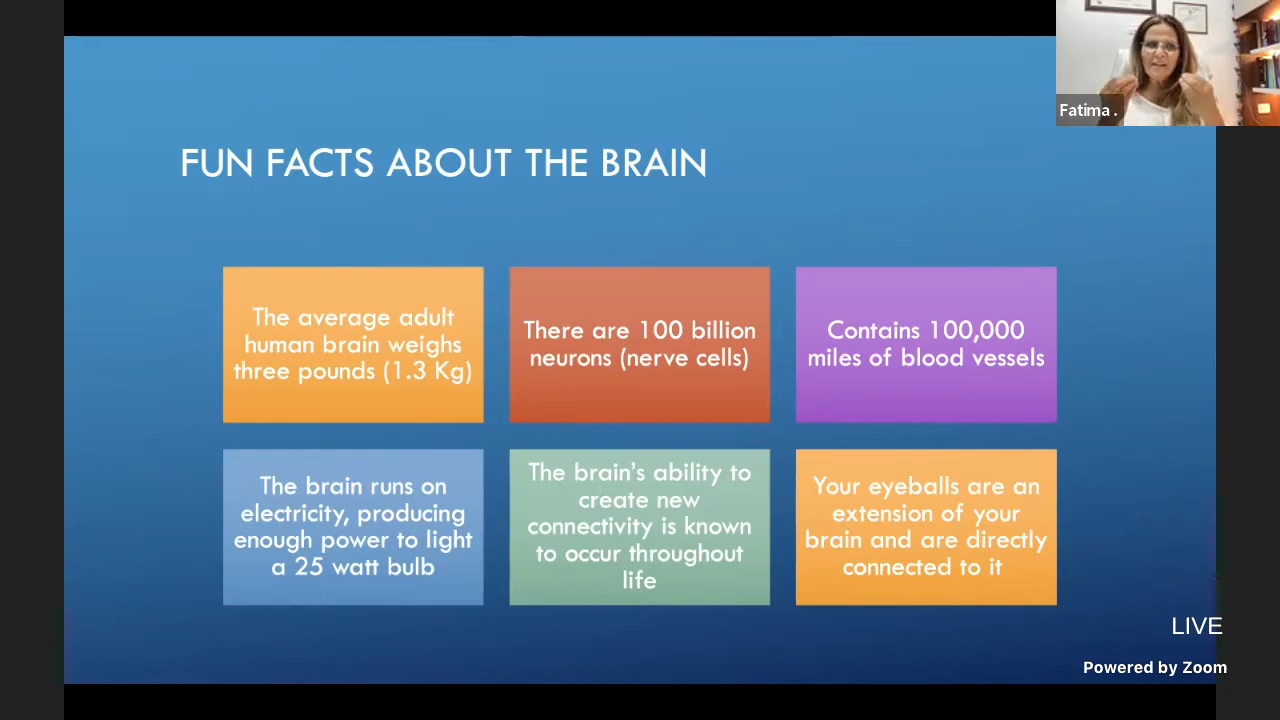 Fatima .
FUN FACTS ABOUT THE BRAIN
The average adult
human brain weighs
three pounds (1.3 Kg)
There are 100 billion
neurons (nerve cells)
Contains 100,000
miles of blood vessels
The brain runs on
electricity, producing
enough power to light
a 25 watt bulb
The brain’s ability to
create new
connectivity is known
to occur throughout
life
Your eyeballs are an
extension of your
brain and are directly
connected to it
LIVE
Powered by Zoom